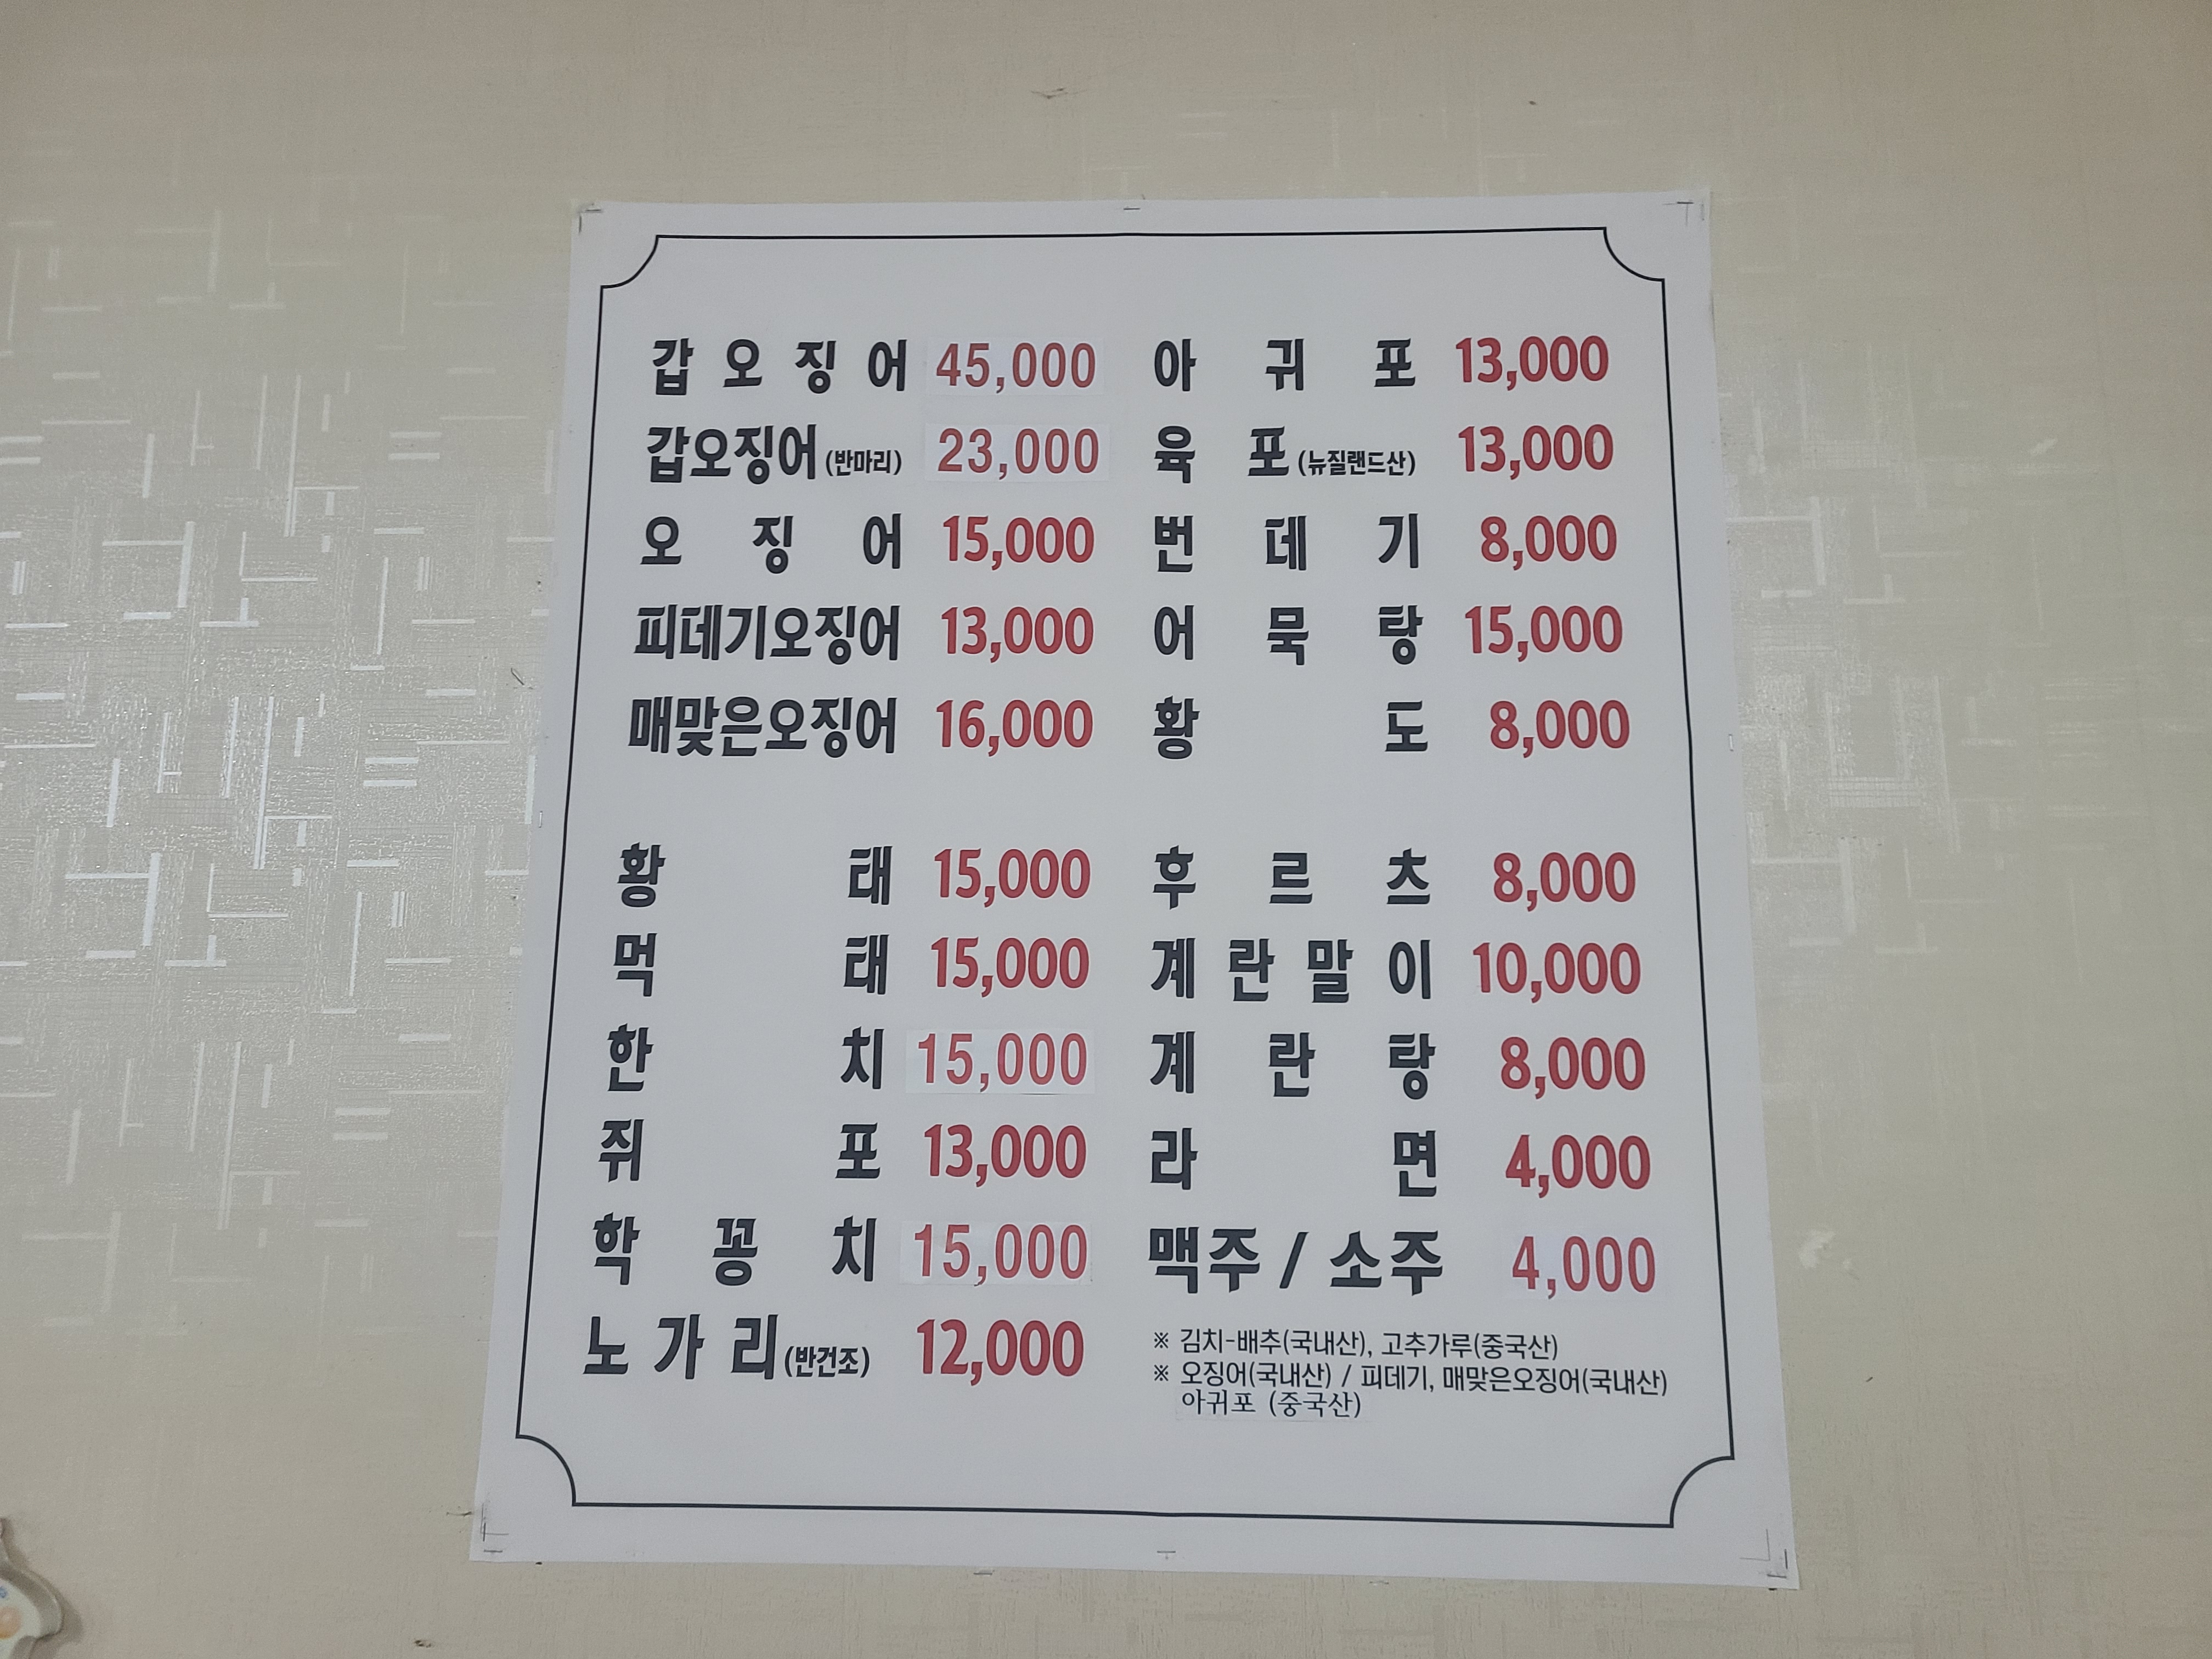 갑오징어 45,000
갑오징어(반마리) 23,000
오징어 15,000
피데기오징어 13,000
매맞은오징어 16,000
황태 15,000
먹태 15,000
한치 15,000
쥐포 13,000
학꽁치 15,000
노가리(반건조) 12,000
아귀포 13,000
육포(뉴질랜드산) 13,000
번데기 8,000
어묵탕 15,000
황도 8,000
후르츠 8,000
계란말이 10,000
계란탕 8,000
라면 4,000
맥주 / 소주 4,000
※ 김치-배추(국내산), 고추가루(중국산)
※ 오징어(국내산) / 피데기, 매맞은오징어(국내산)
아귀포 (중국산)